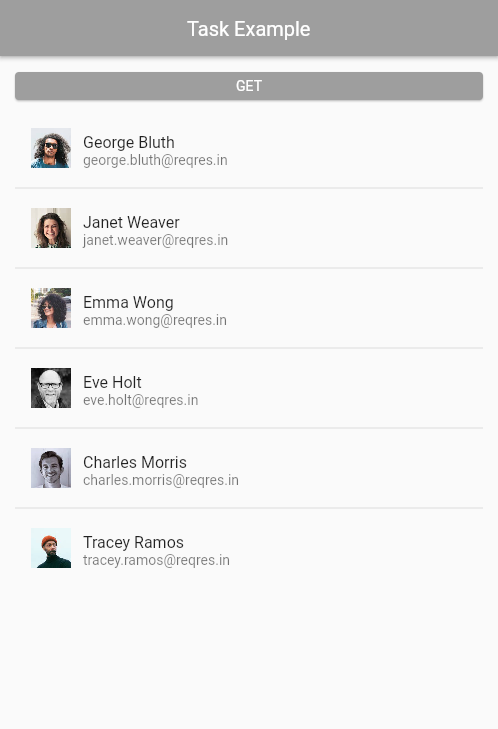 Task Example
GET
George Bluth
george.bluth@reqres.in
Janet Weaver
janet.weaver@reqres.in
Emma Wong
emma.wong@reqres.in
Eve Holt
eve.holt@reqres.in
Charles Morris
charles.morris@reqres.in
Tracey Ramos
tracey.ramos@reqres.in